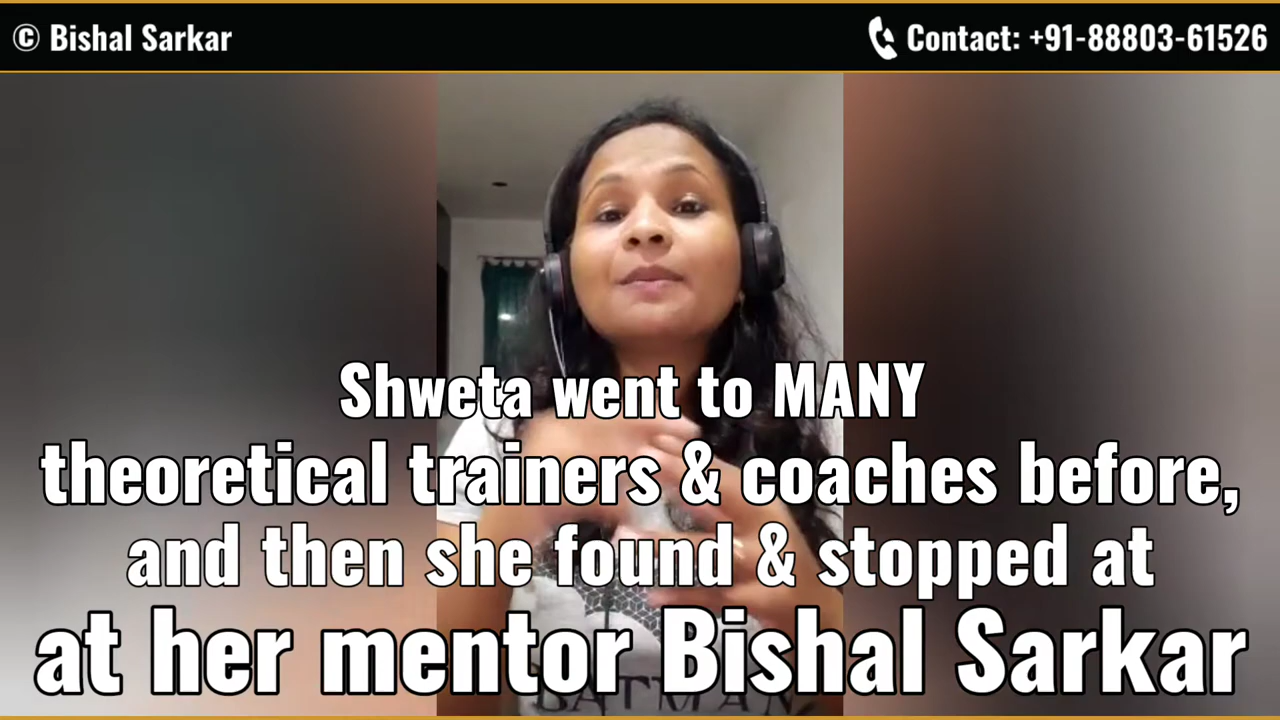 © Bishal Sarkar
Contact: +91-88803-61526
Shweta went to MANY
theoretical trainers & coaches before,
and then she found & stopped at
at her mentor Bishal Sarkar
BATMAN